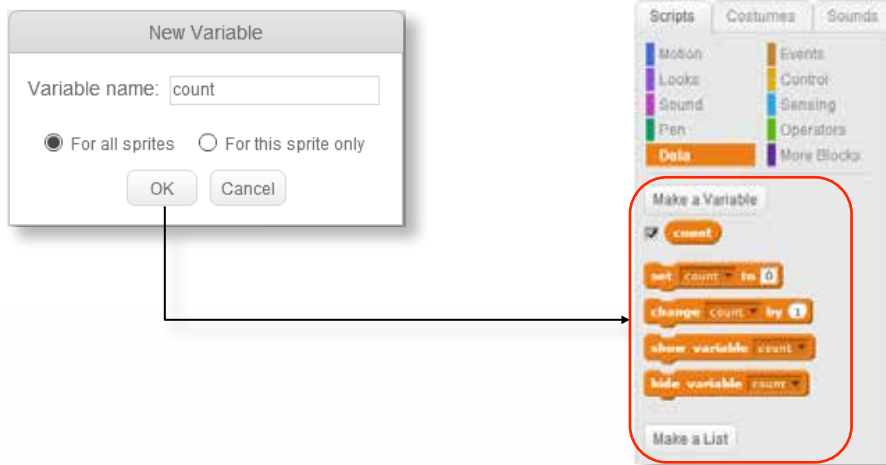 New Variable
Variable name: count
For all sprites For this sprite only
OK Cancel
Scripts Costumes Sounds
Motion Events
Looks Control
Sound Sensing
Pen Operators
Data More Blocks
Make a Variable
count
set count to 0
change count by 1
show variable count
hide variable count
Make a List